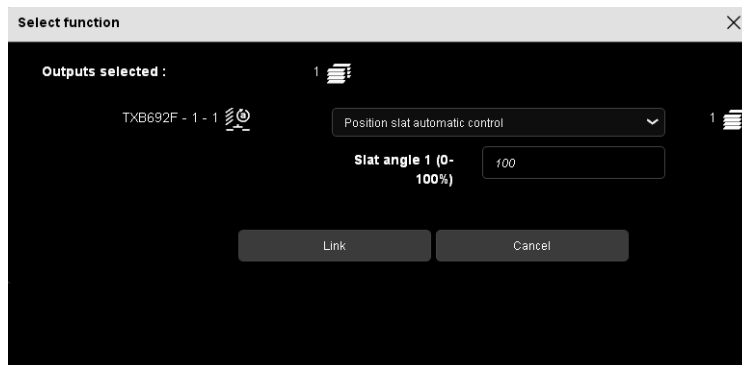 Select function
Outputs selected :
1
TXB692F - 1 - 1
Position slat automatic control
1
Slat angle 1 (0-
100%)
100
Link
Cancel